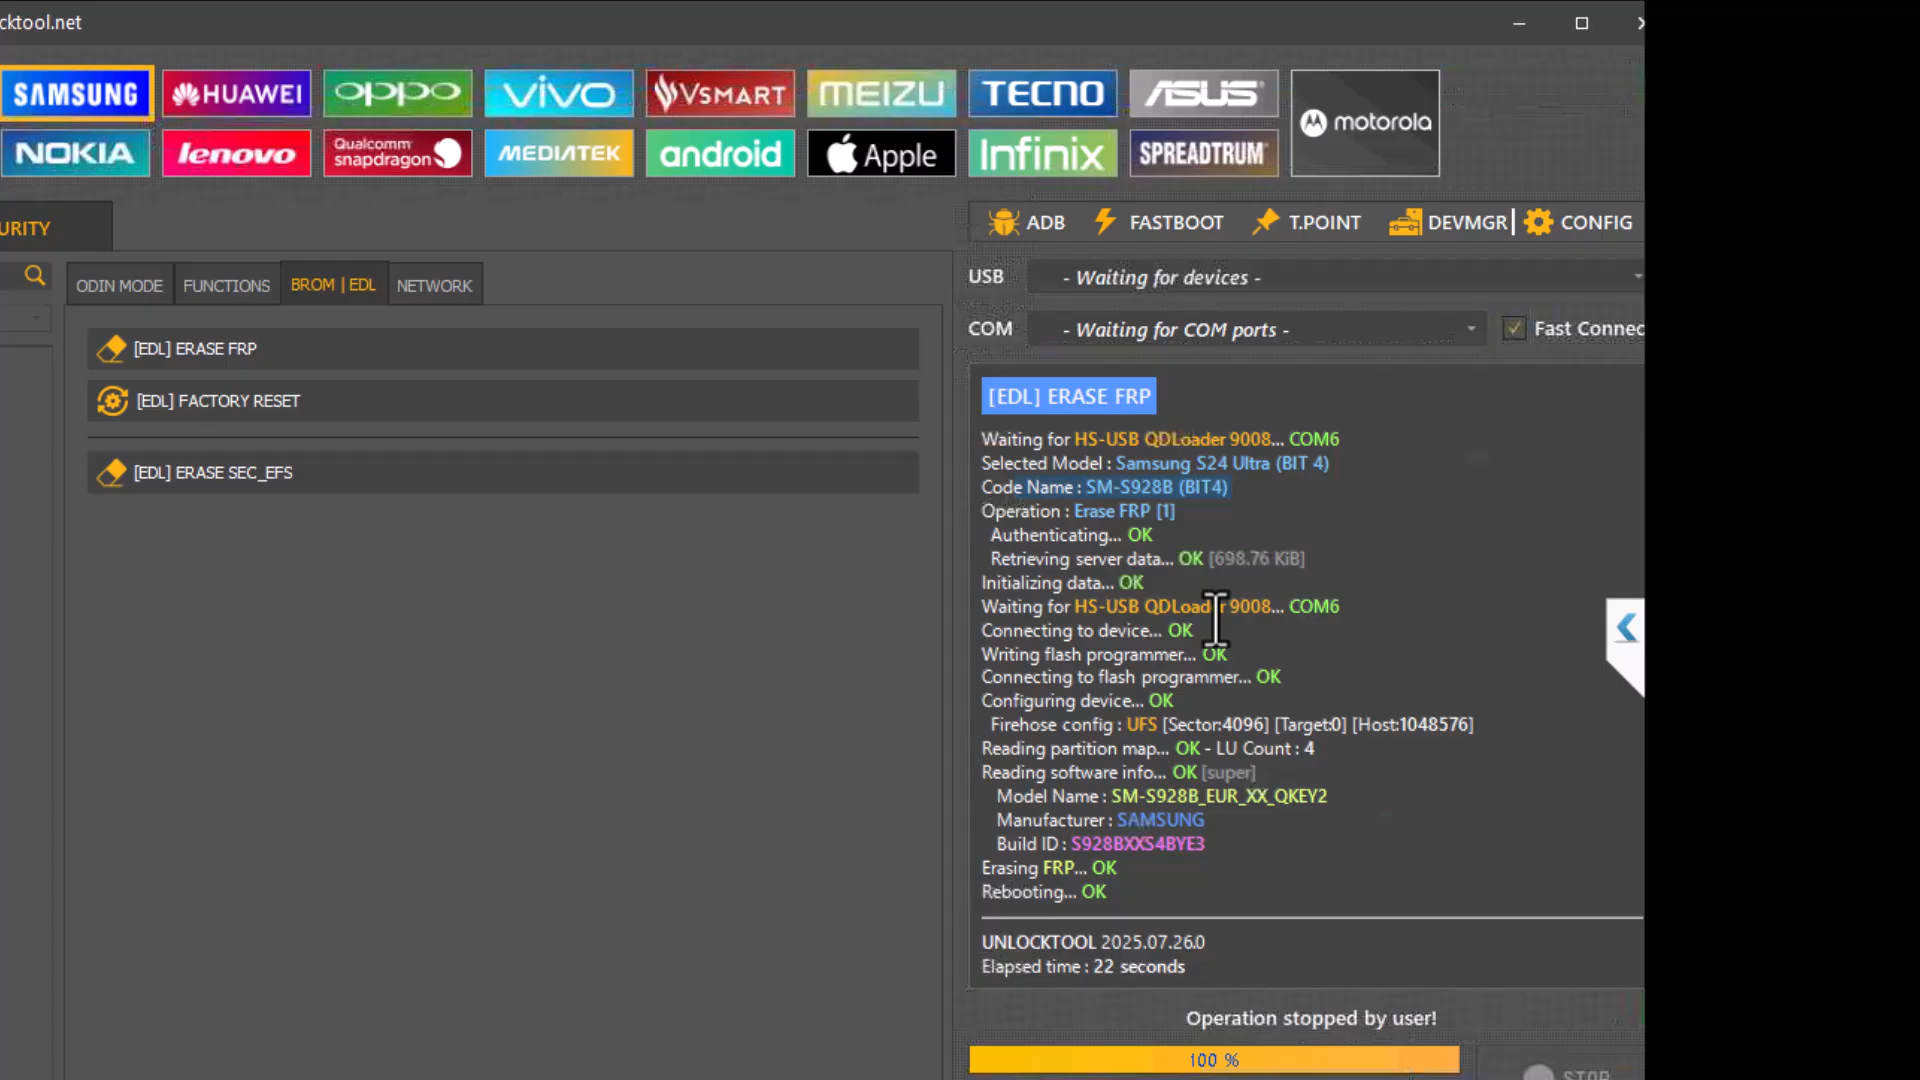 cktool.net
SAMSUNG HUAWEI oppo vivo VSMART MEIZU TECNO ASUS motorola
NOKIA lenovo Qualcomm snapdragon MEDIATEK android Apple Infinix SPREADTRUM
URITY
ADB FASTBOOT T.POINT DEVMGR CONFIG
ODIN MODE FUNCTIONS BROM | EDL NETWORK
USB - Waiting for devices -
COM - Waiting for COM ports - Fast Connec
[EDL] ERASE FRP
[EDL] FACTORY RESET
[EDL] ERASE SEC_EFS
[EDL] ERASE FRP
Waiting for HS-USB QDLoader 9008... COM6
Selected Model : Samsung S24 Ultra (BIT 4)
Code Name : SM-S928B (BIT4)
Operation : Erase FRP [1]
Authenticating... OK
Retrieving server data... OK [698.76 KiB]
Initializing data... OK
Waiting for HS-USB QDLoader 9008... COM6
Connecting to device... OK
Writing flash programmer... OK
Connecting to flash programmer... OK
Configuring device... OK
Firehose config : UFS [Sector:4096] [Target:0] [Host:1048576]
Reading partition map... OK - LU Count : 4
Reading software info... OK [super]
Model Name : SM-S928B_EUR_XX_QKEY2
Manufacturer : SAMSUNG
Build ID : S928BXXS4BYE3
Erasing FRP... OK
Rebooting... OK
UNLOCKTOOL 2025.07.26.0
Elapsed time : 22 seconds
Operation stopped by user!
100 %
STOP